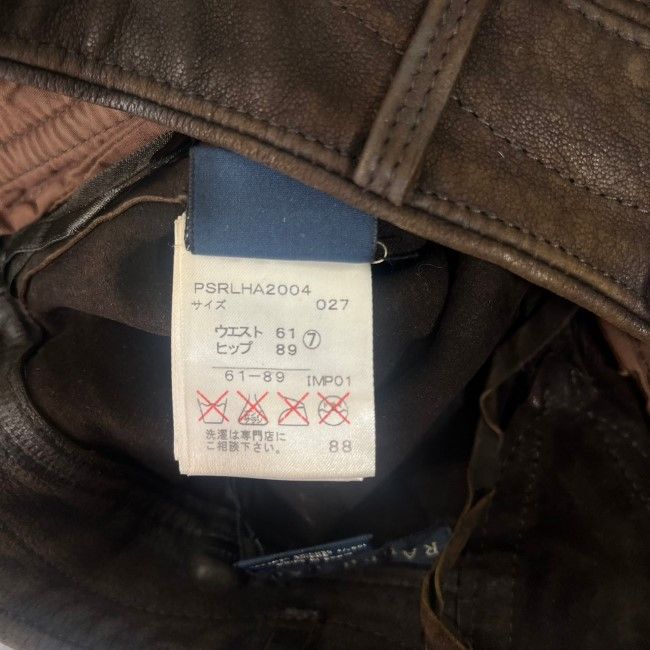 PSRLHA2004
サイズ 027
ウエスト 61 ⑦
ヒップ 89
61-89 IMP01
洗濯は専門店に
ご相談下さい。 88
RALPH